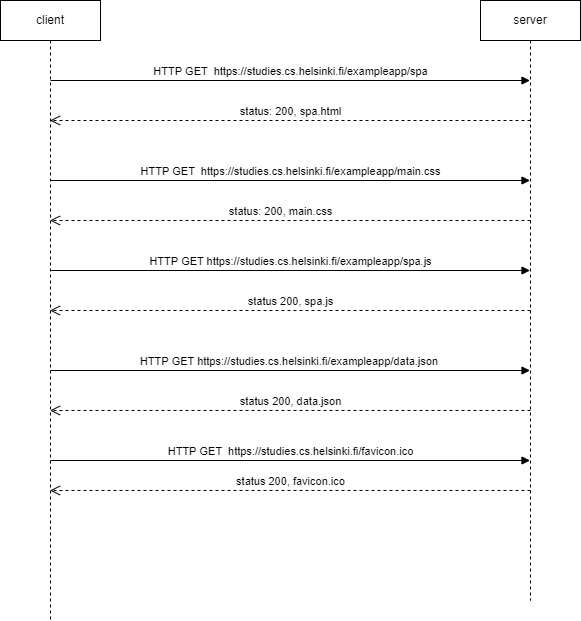 client
server
HTTP GET  https://studies.cs.helsinki.fi/exampleapp/spa
status: 200, spa.html
HTTP GET  https://studies.cs.helsinki.fi/exampleapp/main.css
status: 200, main.css
HTTP GET https://studies.cs.helsinki.fi/exampleapp/spa.js
status 200, spa.js
HTTP GET https://studies.cs.helsinki.fi/exampleapp/data.json
status 200, data.json
HTTP GET  https://studies.cs.helsinki.fi/favicon.ico
status 200, favicon.ico